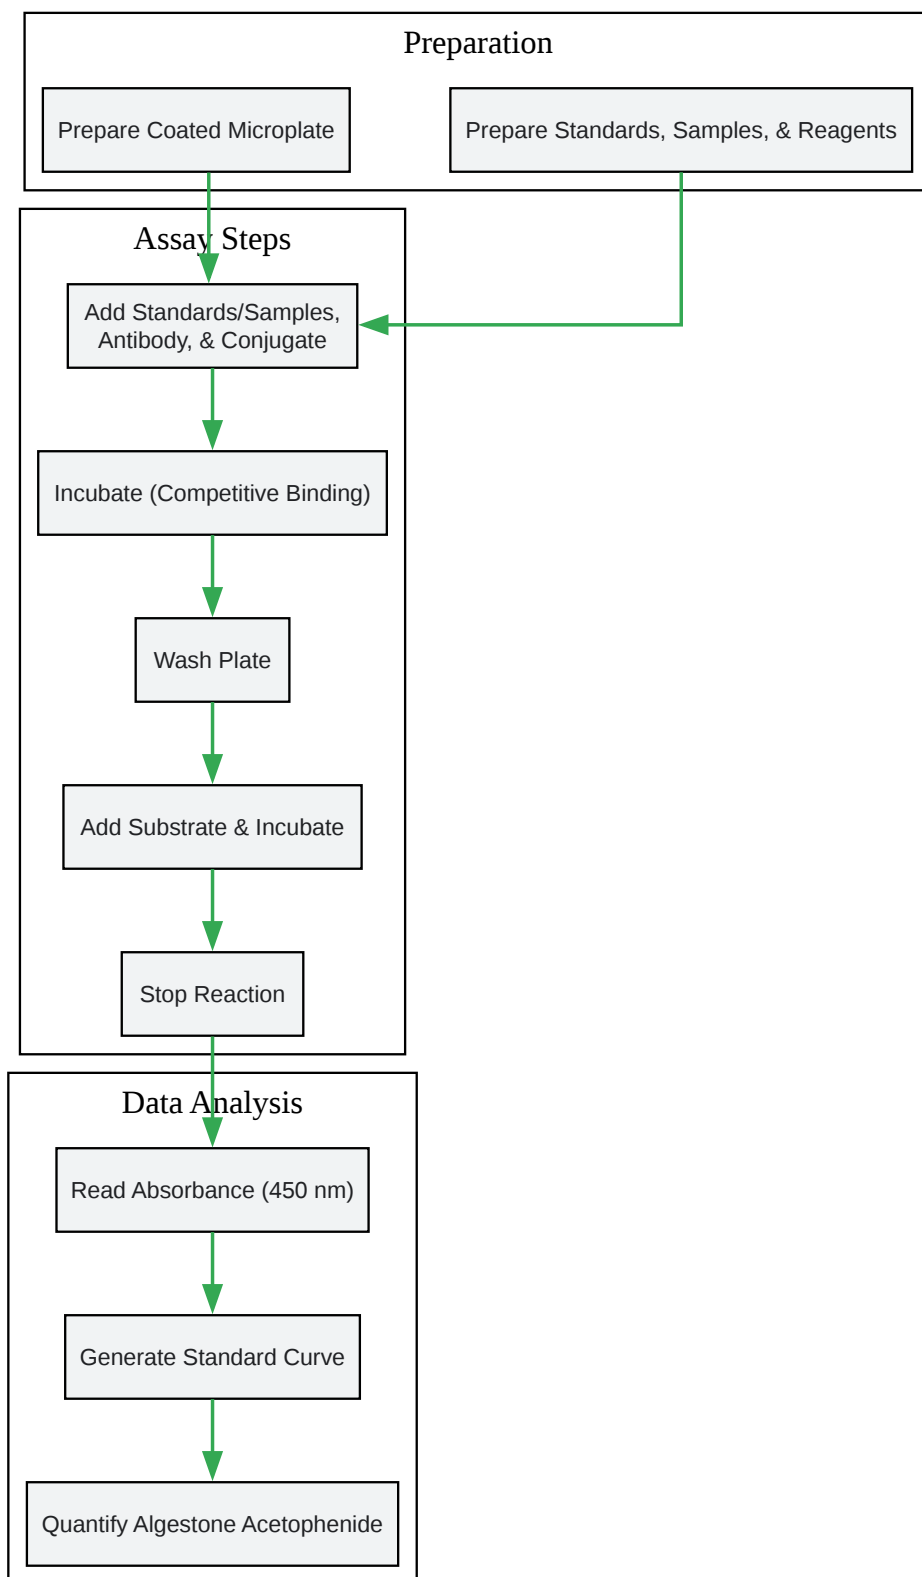 Preparation
Prepare Coated Microplate
Prepare Standards, Samples, & Reagents
Assay Steps
Add Standards/Samples,
Antibody, & Conjugate
Incubate (Competitive Binding)
Wash Plate
Add Substrate & Incubate
Stop Reaction
Data Analysis
Read Absorbance (450 nm)
Generate Standard Curve
Quantify Algestone Acetophenide